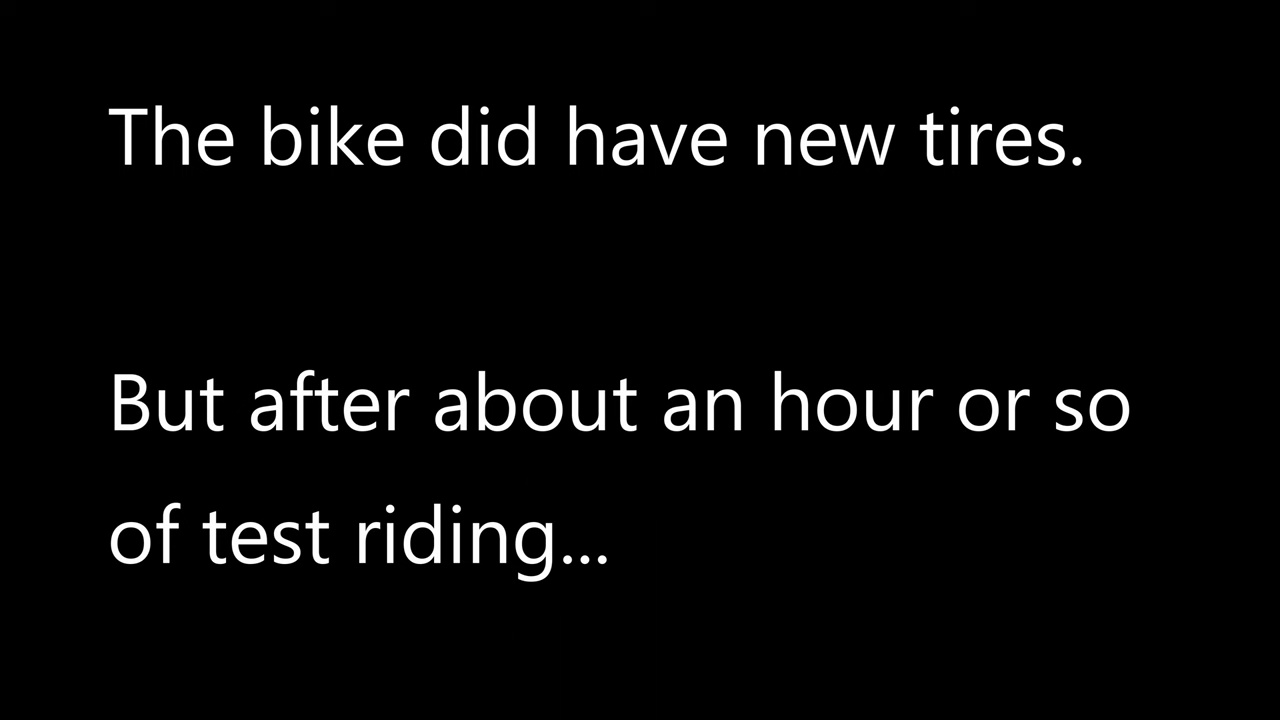 The bike did have new tires.
But after about an hour or so
of test riding...